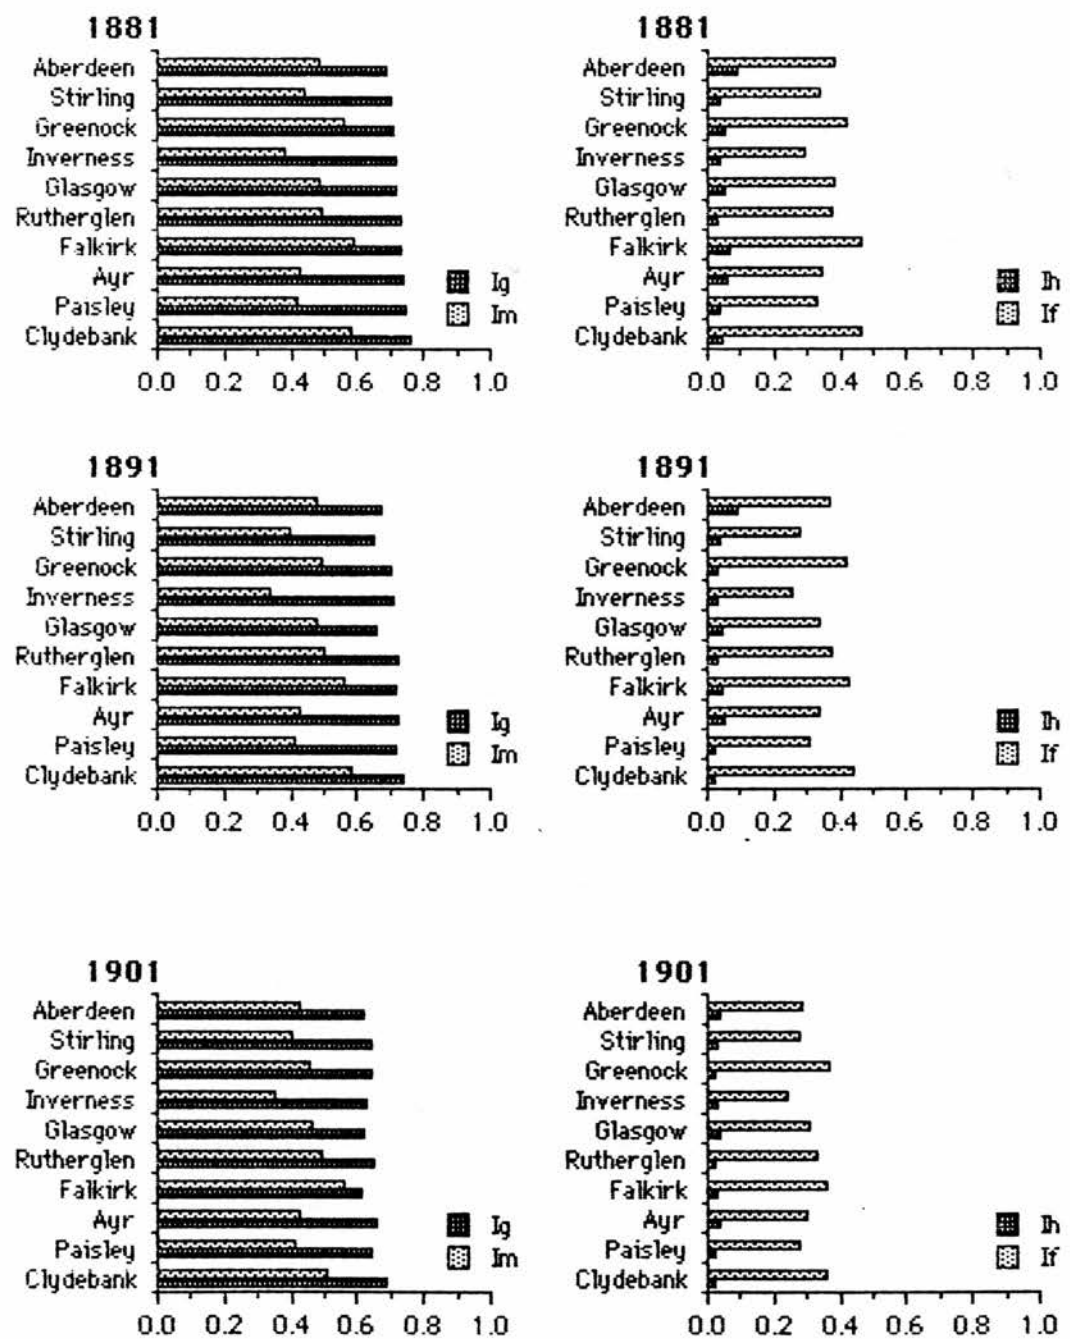 1881
Aberdeen
Stirling
Greenock
Inverness
Glasgow
Rutherglen
Falkirk
Ayr
Paisley
Clydebank
Ig
Im
0.0 0.2 0.4 0.6 0.8 1.0
1881
Aberdeen
Stirling
Greenock
Inverness
Glasgow
Rutherglen
Falkirk
Ayr
Paisley
Clydebank
Ih
If
0.0 0.2 0.4 0.6 0.8 1.0
1891
Aberdeen
Stirling
Greenock
Inverness
Glasgow
Rutherglen
Falkirk
Ayr
Paisley
Clydebank
Ig
Im
0.0 0.2 0.4 0.6 0.8 1.0
1891
Aberdeen
Stirling
Greenock
Inverness
Glasgow
Rutherglen
Falkirk
Ayr
Paisley
Clydebank
Ih
If
0.0 0.2 0.4 0.6 0.8 1.0
1901
Aberdeen
Stirling
Greenock
Inverness
Glasgow
Rutherglen
Falkirk
Ayr
Paisley
Clydebank
Ig
Im
0.0 0.2 0.4 0.6 0.8 1.0
1901
Aberdeen
Stirling
Greenock
Inverness
Glasgow
Rutherglen
Falkirk
Ayr
Paisley
Clydebank
Ih
If
0.0 0.2 0.4 0.6 0.8 1.0